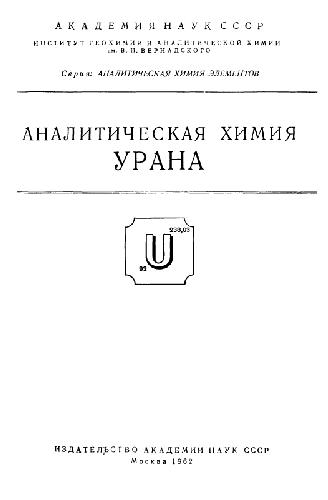 АКАДЕМИЯ НАУК СССР
ИНСТИТУТ ГЕОХИМИИ И АНАЛИТИЧЕСКОЙ ХИМИИ
им. В. И. ВЕРНАДСКОГО
Серия: АНАЛИТИЧЕСКАЯ ХИМИЯ ЭЛЕМЕНТОВ
АНАЛИТИЧЕСКАЯ ХИМИЯ
УРАНА
238,03
U
92
ИЗДАТЕЛЬСТВО АКАДЕМИИ НАУК СССР
Москва 1962